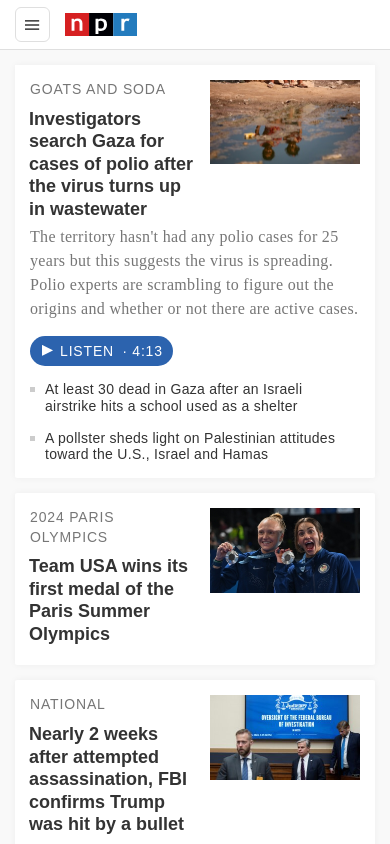 npr
GOATS AND SODA
Investigators
search Gaza for
cases of polio after
the virus turns up
in wastewater
The territory hasn't had any polio cases for 25
years but this suggests the virus is spreading.
Polio experts are scrambling to figure out the
origins and whether or not there are active cases.
LISTEN · 4:13
At least 30 dead in Gaza after an Israeli
airstrike hits a school used as a shelter
A pollster sheds light on Palestinian attitudes
toward the U.S., Israel and Hamas
2024 PARIS
OLYMPICS
Team USA wins its
first medal of the
Paris Summer
Olympics
NATIONAL
OVERSIGHT OF THE FEDERAL BUREAU
OF INVESTIGATION
Nearly 2 weeks
after attempted
assassination, FBI
confirms Trump
was hit by a bullet